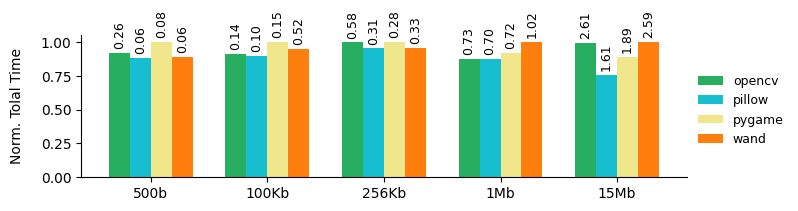 0.26 0.06 0.08 0.06 0.14 0.10 0.15 0.52 0.58 0.31 0.28 0.33 0.73 0.70 0.72 1.02 2.61 1.61 1.89 2.59
Norm. Tolal Time
1.00
0.75
0.50
0.25
0.00
500b 100Kb 256Kb 1Mb 15Mb
opencv
pillow
pygame
wand